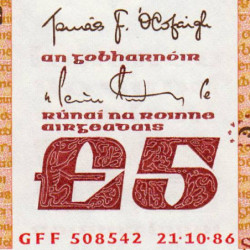 Tomás F. Ó Cofaigh
an gobharnóir
rúnaí na roinne
airgeadais
£5
GFF 508542 21·10·86